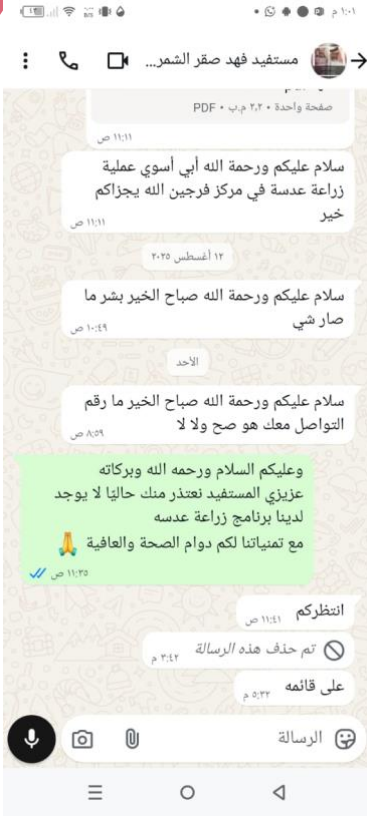 ١:٠١ م
مستفيد فهد صقر الشمر...
صفحة واحدة • ٢,٢ م.ب • PDF
١١:١١ ص
سلام عليكم ورحمة الله أبي أسوي عملية
زراعة عدسة في مركز فرجين الله يجزاكم
خير
١١:١١ ص
١٢ أغسطس ٢٠٢٥
سلام عليكم ورحمة الله صباح الخير بشر ما
صار شي
١٠:٤٩ ص
الأحد
سلام عليكم ورحمة الله صباح الخير ما رقم
التواصل معك هو صح ولا لا
٨:٥٩ ص
وعليكم السلام ورحمه الله وبركاته
عزيزي المستفيد نعتذر منك حاليًا لا يوجد
لدينا برنامج زراعة عدسه
مع تمنياتنا لكم دوام الصحة والعافية 🙏
١١:٣٥ ص
انتظركم
١١:٤١ ص
تم حذف هذه الرسالة
٣:٤٢ م
على قائمه
٥:٣٢ م
الرسالة